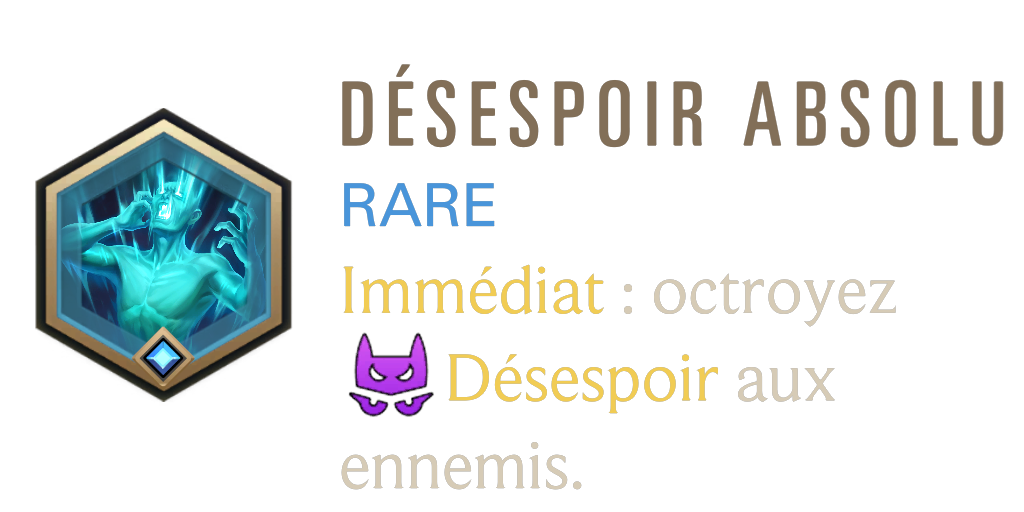 DÉSESPOIR ABSOLU
RARE
Immédiat : octroyez
Désespoir aux
ennemis.